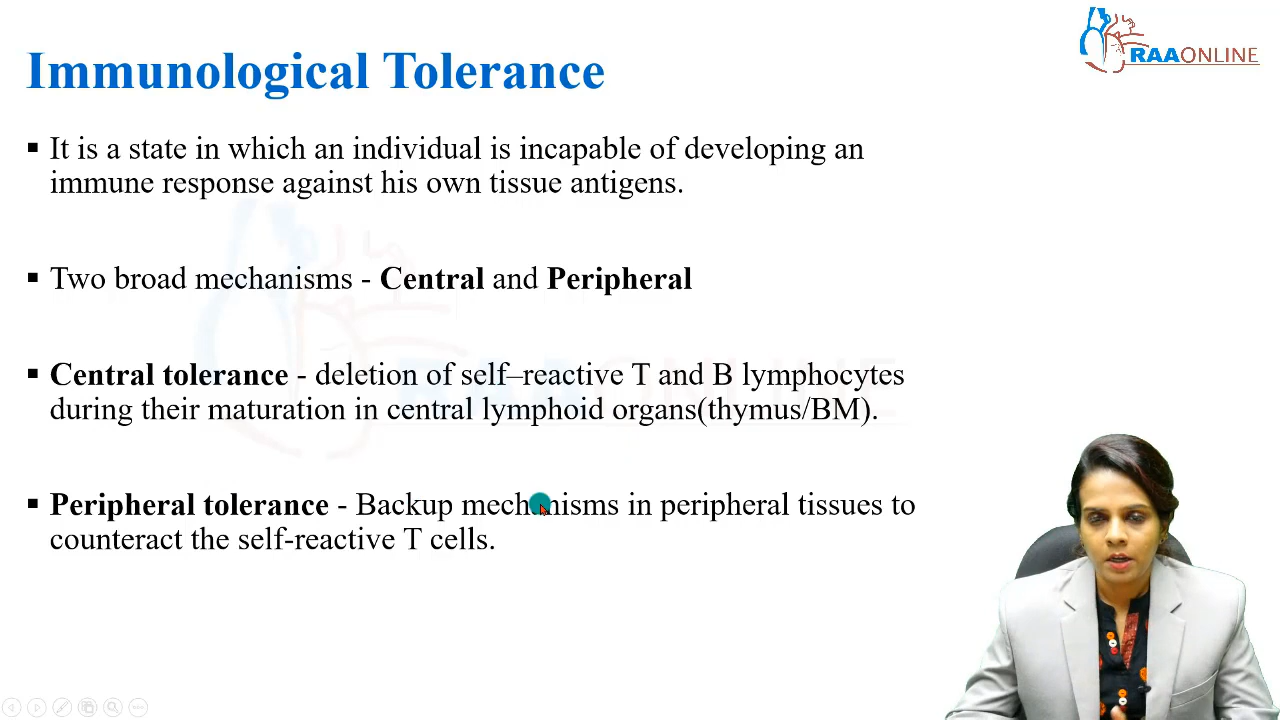 RAAONLINE
Immunological Tolerance
▪ It is a state in which an individual is incapable of developing an
immune response against his own tissue antigens.
▪ Two broad mechanisms - Central and Peripheral
▪ Central tolerance - deletion of self–reactive T and B lymphocytes
during their maturation in central lymphoid organs(thymus/BM).
▪ Peripheral tolerance - Backup mechanisms in peripheral tissues to
counteract the self-reactive T cells.
RAAONLINE